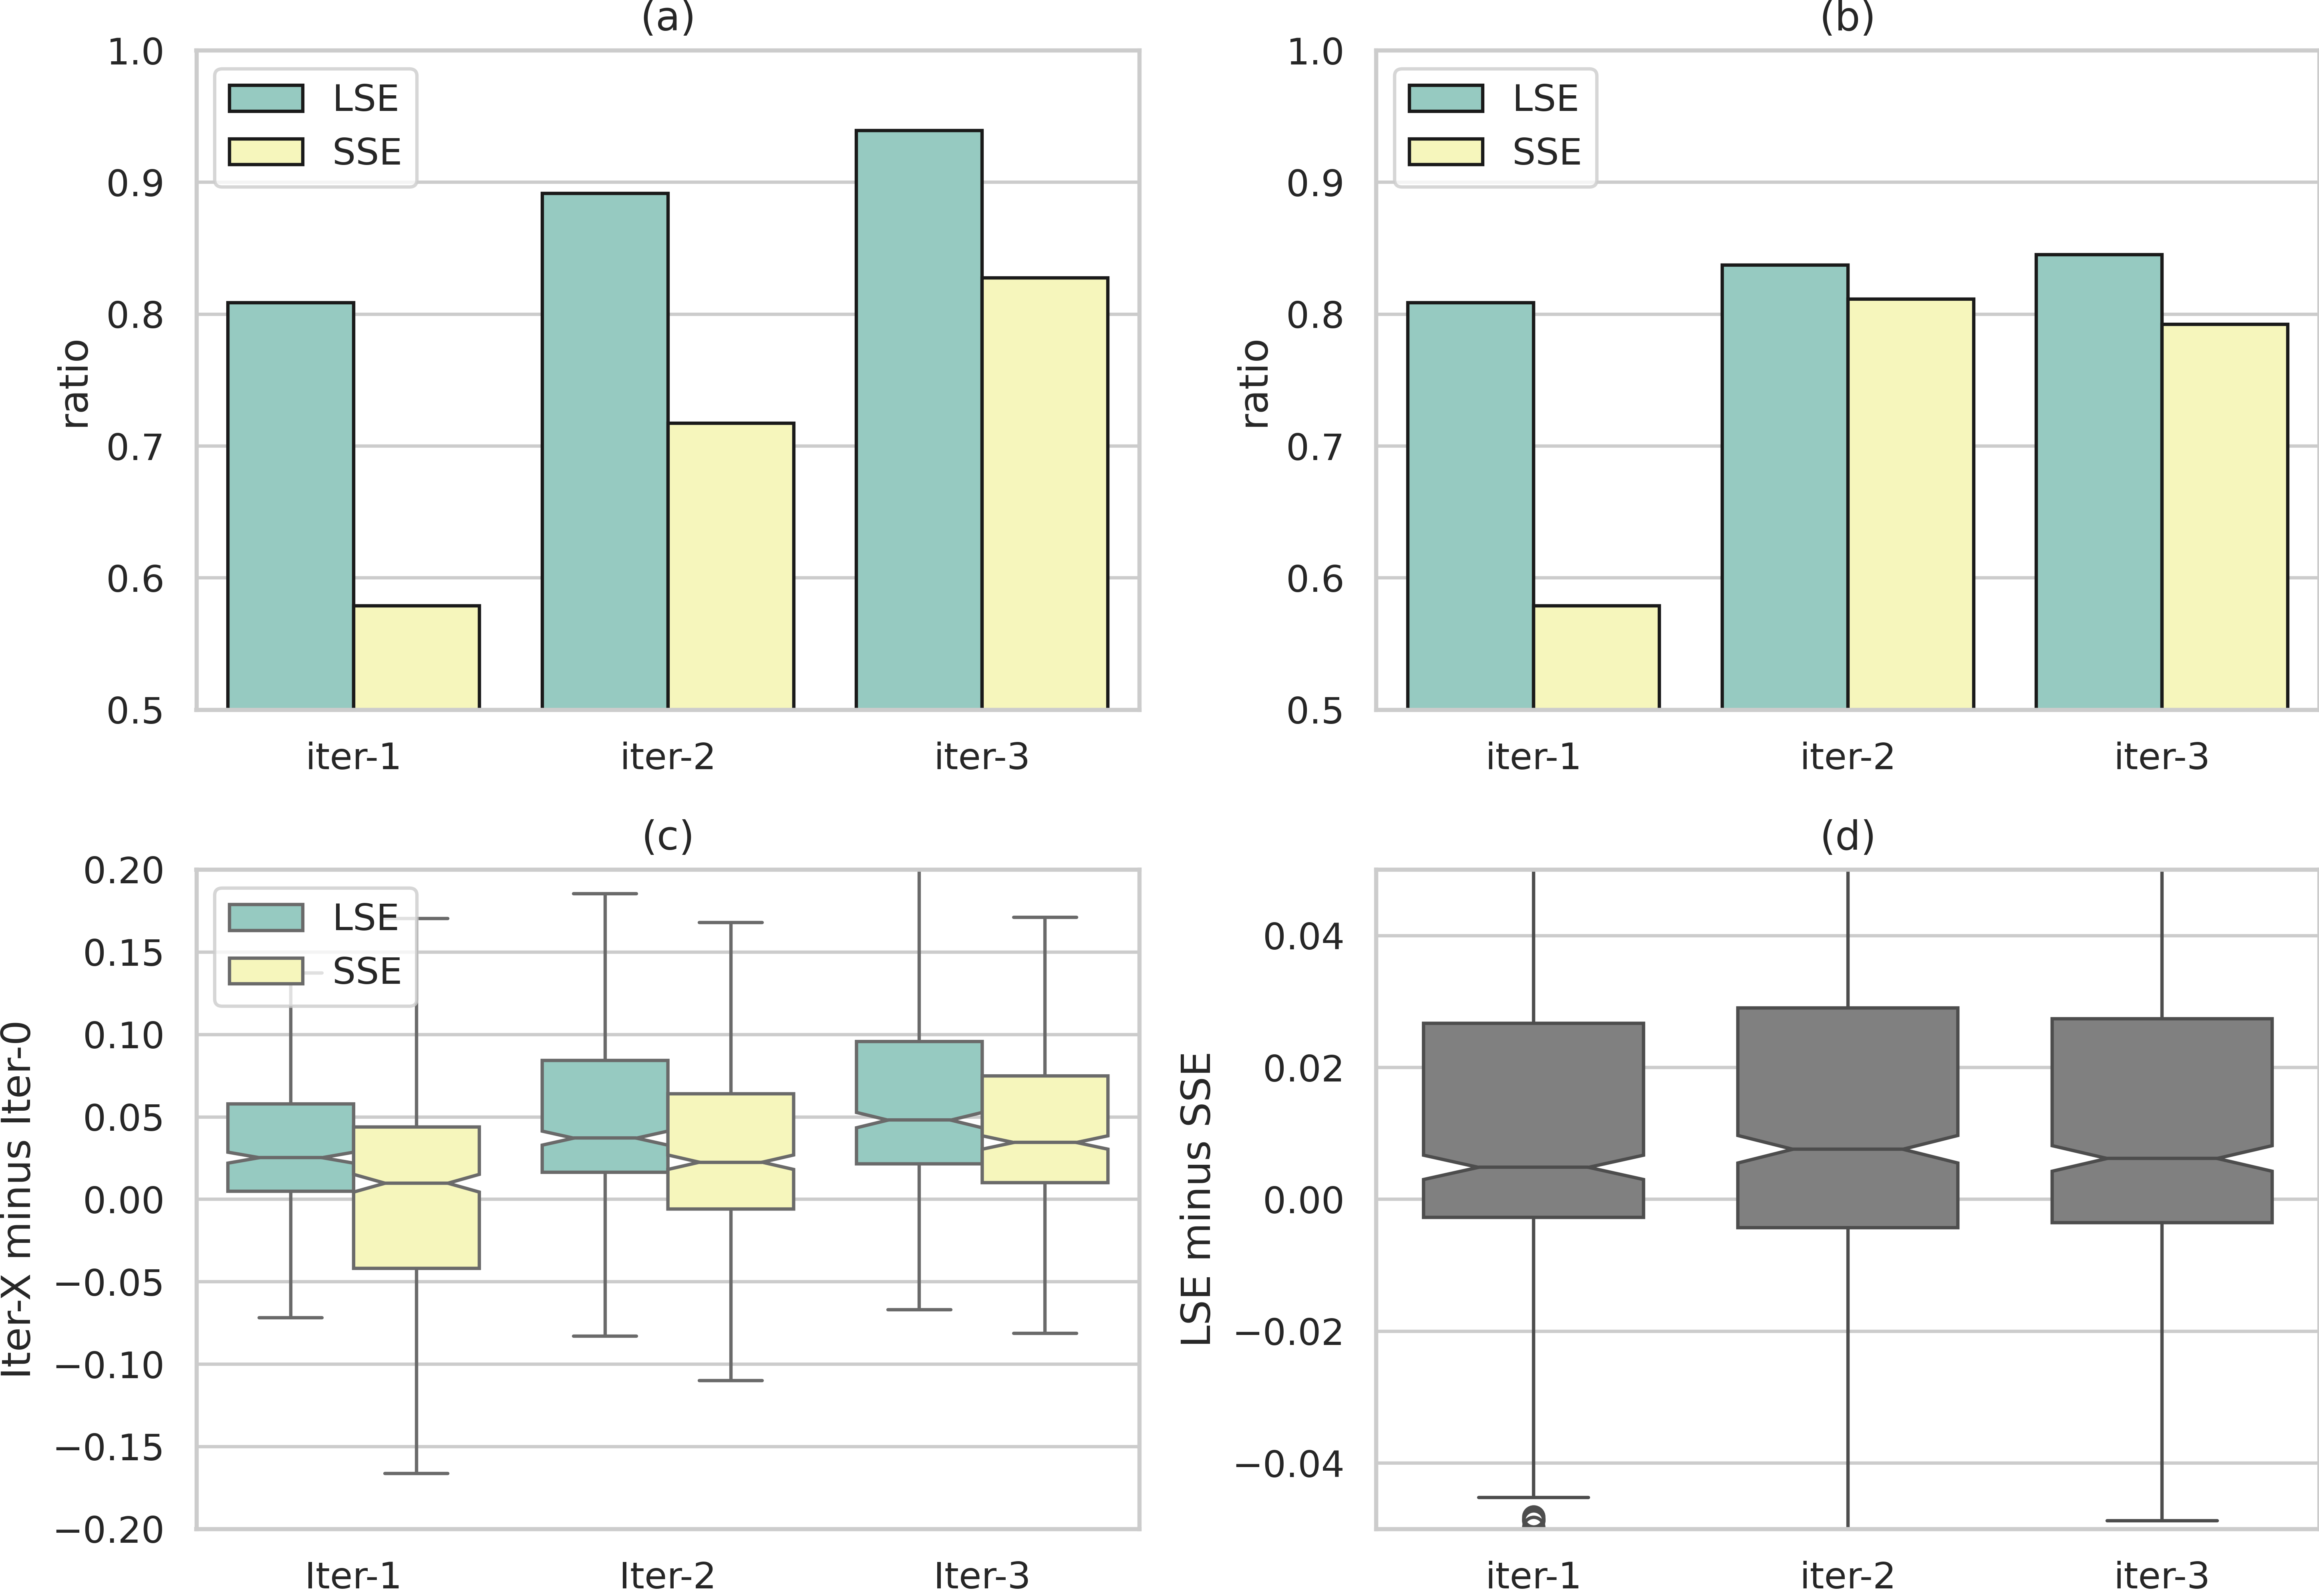 (a)
1.0
0.9
0.8
0.7
0.6
0.5
ratio
LSE
SSE
iter-1
iter-2
iter-3
(b)
1.0
0.9
0.8
0.7
0.6
0.5
ratio
LSE
SSE
iter-1
iter-2
iter-3
(c)
0.20
0.15
0.10
0.05
0.00
−0.05
−0.10
−0.15
−0.20
Iter-X minus Iter-0
LSE
SSE
Iter-1
Iter-2
Iter-3
(d)
0.04
0.02
0.00
−0.02
−0.04
LSE minus SSE
iter-1
iter-2
iter-3